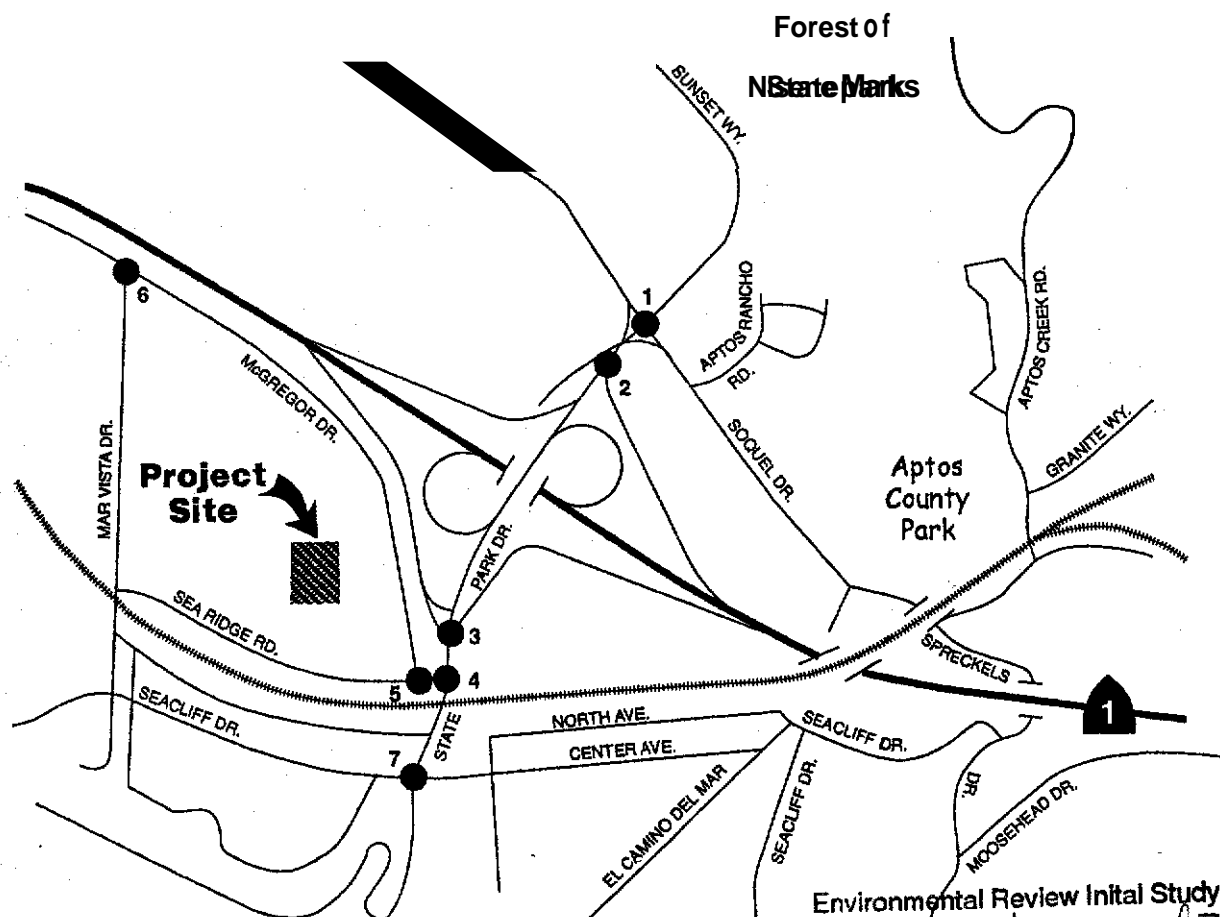 Forest of
SUNSET WY.
1
APTOS RANCHO
RD.
2
6
McGREGOR DR.
APTOS CREEK RD.
SOQUEL DR.
GRANITE WY.
MAR VISTA DR.
Project
Site
Aptos
County
Park
PARK DR.
SEA RIDGE RD.
3
5
4
SPRECKELS
SEACLIFF DR.
STATE
NORTH AVE.
SEACLIFF DR.
1
7
CENTER AVE.
EL CAMINO DEL MAR
SEACLIFF DR.
DR.
MOOSEHEAD DR.
Environmental Review Inital Study